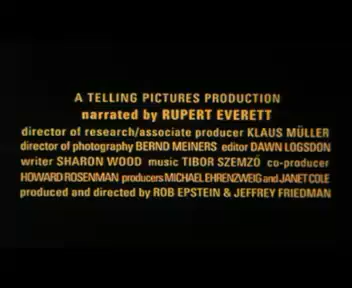 A TELLING PICTURES PRODUCTION
narrated by RUPERT EVERETT
director of research/associate producer KLAUS MÜLLER
director of photography BERND MEINERS editor DAWN LOGSDON
writer SHARON WOOD music TIBOR SZEMZŐ co-producer
HOWARD ROSENMAN producers MICHAEL EHRENZWEIG and JANET COLE
produced and directed by ROB EPSTEIN & JEFFREY FRIEDMAN